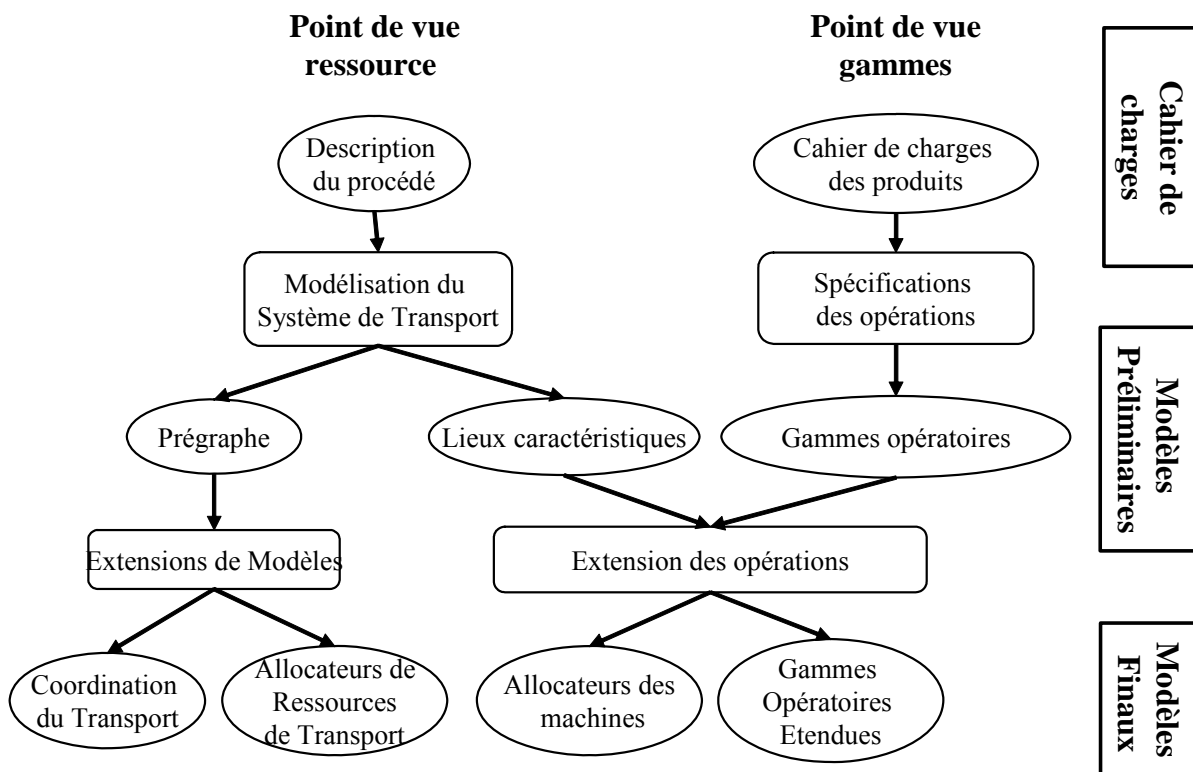 Point de vue
ressource
Point de vue
gammes
Cahier de
charges
Description
du procédé
Cahier de charges
des produits
Modélisation du
Système de Transport
Spécifications
des opérations
Modèles
Préliminaires
Prégraphe
Lieux caractéristiques
Gammes opératoires
Extensions de Modèles
Extension des opérations
Modèles
Finaux
Coordination
du Transport
Allocateurs de
Ressources
de Transport
Allocateurs des
machines
Gammes
Opératoires
Etendues